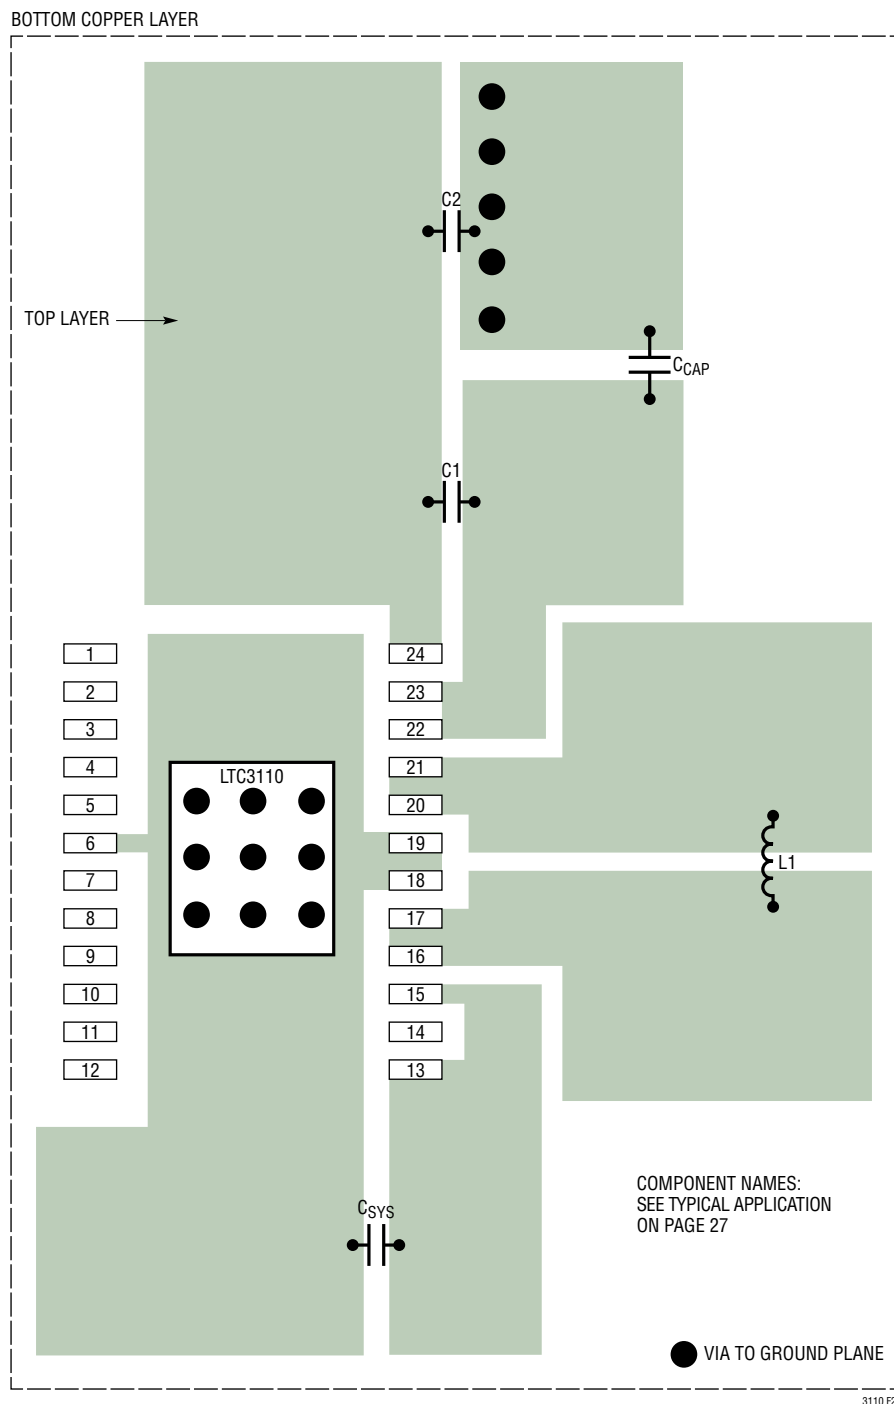 BOTTOM COPPER LAYER
C2
TOP LAYER
CCAP
C1
1
24
2
23
3
22
4
21
LTC3110
5
20
6
19
7
18
L1
8
17
9
16
10
15
11
14
12
13
COMPONENT NAMES:
SEE TYPICAL APPLICATION
ON PAGE 27
CSYS
VIA TO GROUND PLANE